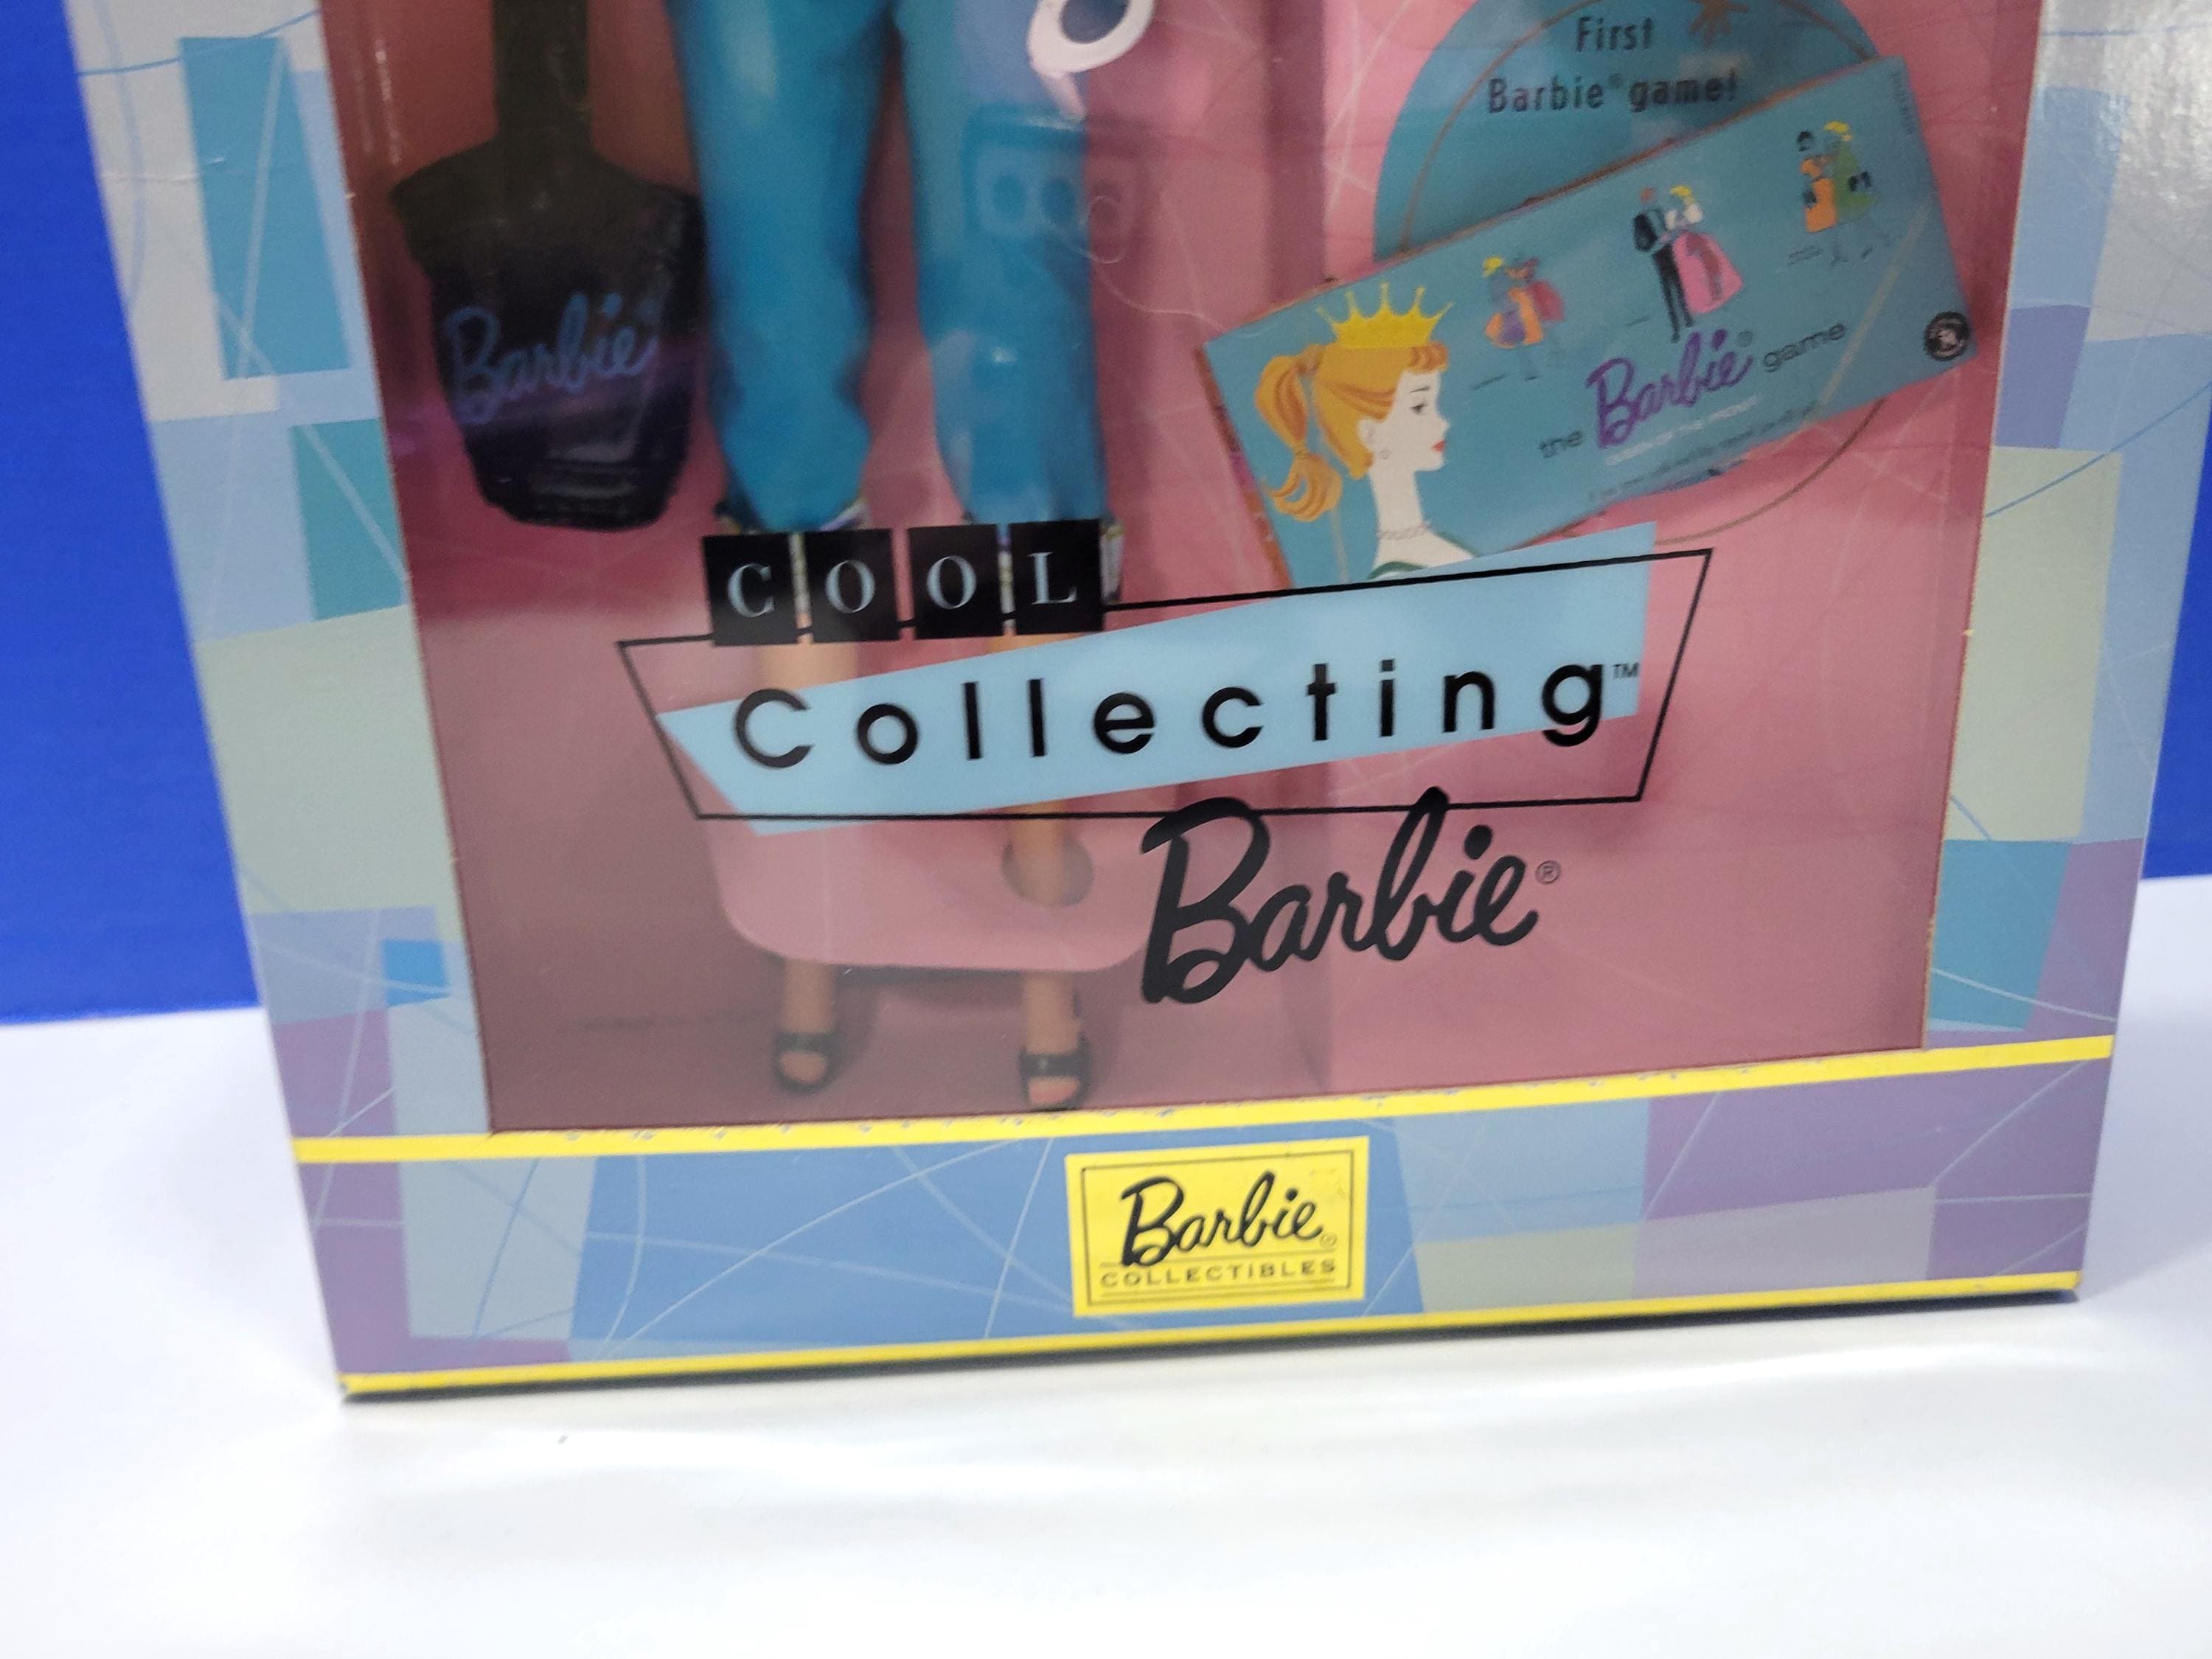 First
Barbie® game!
Barbie
the Barbie® game
COOL
Collecting™
Barbie®
Barbie®
COLLECTIBLES